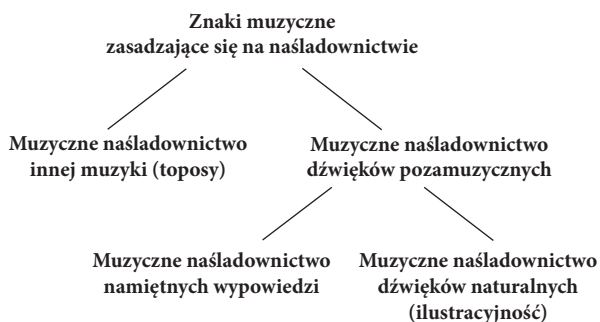 Znaki muzyczne
zasadzające się na naśladownictwie
Muzyczne naśladownictwo
innej muzyki (toposy)
Muzyczne naśladownictwo
dźwięków pozamuzycznych
Muzyczne naśladownictwo
namiętnych wypowiedzi
Muzyczne naśladownictwo
dźwięków naturalnych
(ilustracyjność)